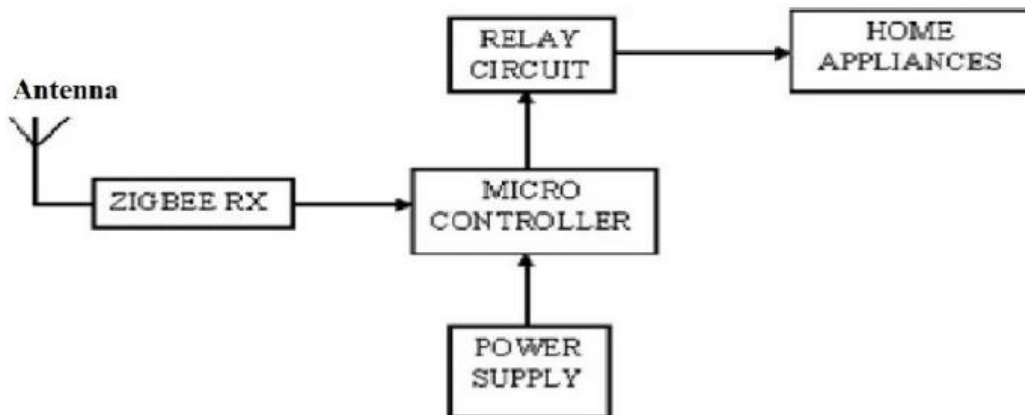 RELAY
CIRCUIT
HOME
APPLIANCES
Antenna
ZIGBEE RX
MICRO
CONTROLLER
POWER
SUPPLY